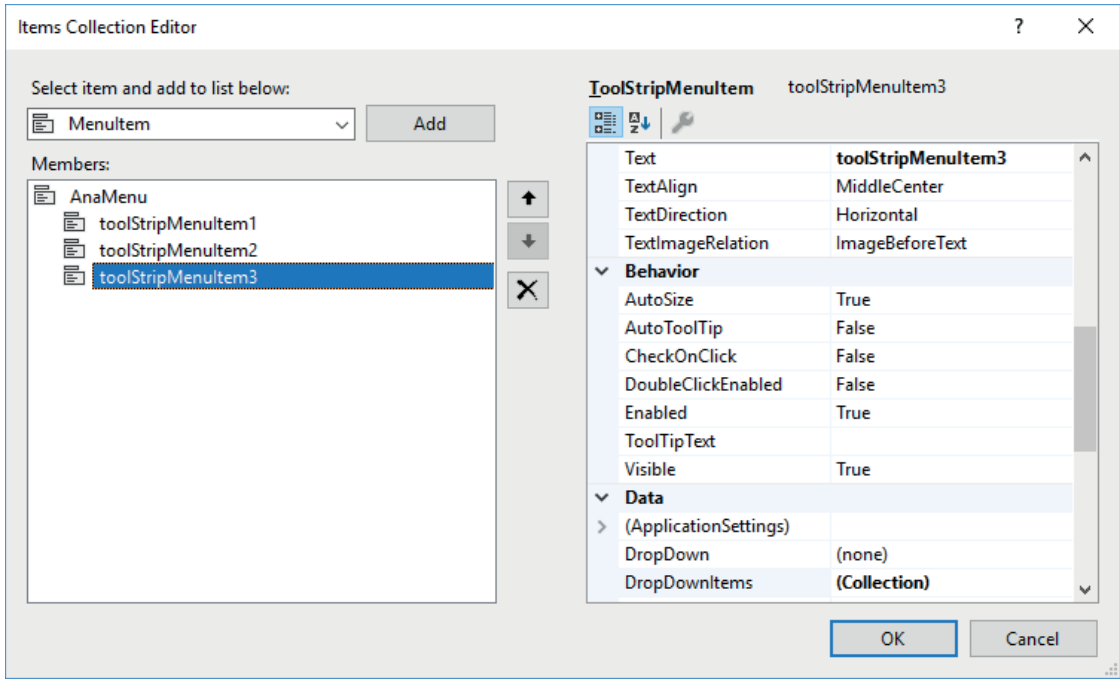 Items Collection Editor
?
Select item and add to list below:
MenuItem
Add
Members:
AnaMenu
toolStripMenuItem1
toolStripMenuItem2
toolStripMenuItem3
ToolStripMenuItem toolStripMenuItem3
Text toolStripMenuItem3
TextAlign MiddleCenter
TextDirection Horizontal
TextImageRelation ImageBeforeText
Behavior
AutoSize True
AutoToolTip False
CheckOnClick False
DoubleClickEnabled False
Enabled True
ToolTipText
Visible True
Data
(ApplicationSettings)
DropDown (none)
DropDownItems (Collection)
OK
Cancel